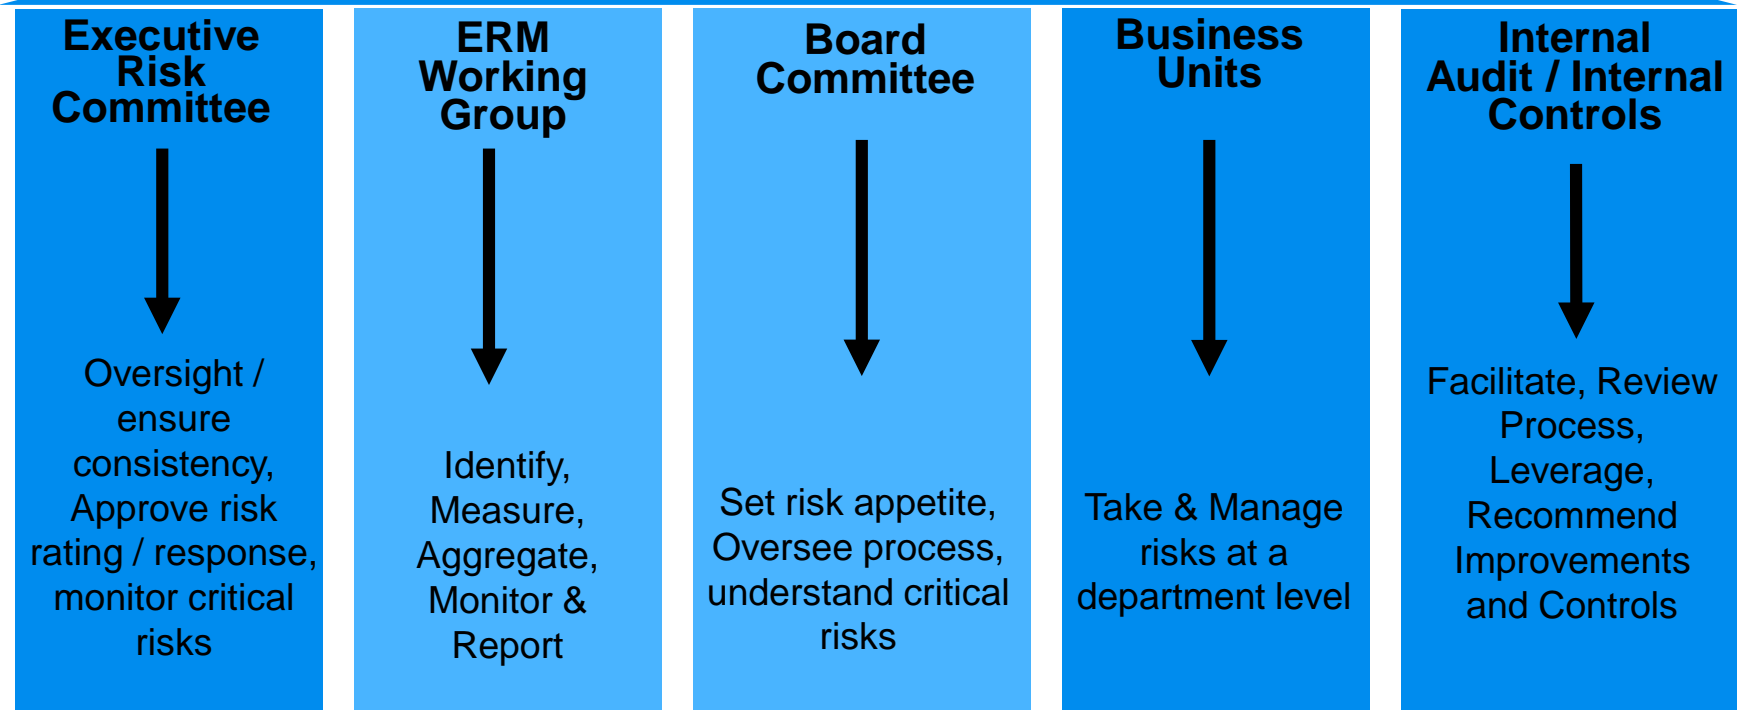 Executive
Risk
Committee
Oversight /
ensure
consistency,
Approve risk
rating / response,
monitor critical
risks
ERM
Working
Group
Identify,
Measure,
Aggregate,
Monitor &
Report
Board
Committee
Set risk appetite,
Oversee process,
understand critical
risks
Business
Units
Take & Manage
risks at a
department level
Internal
Audit / Internal
Controls
Facilitate, Review
Process,
Leverage,
Recommend
Improvements
and Controls